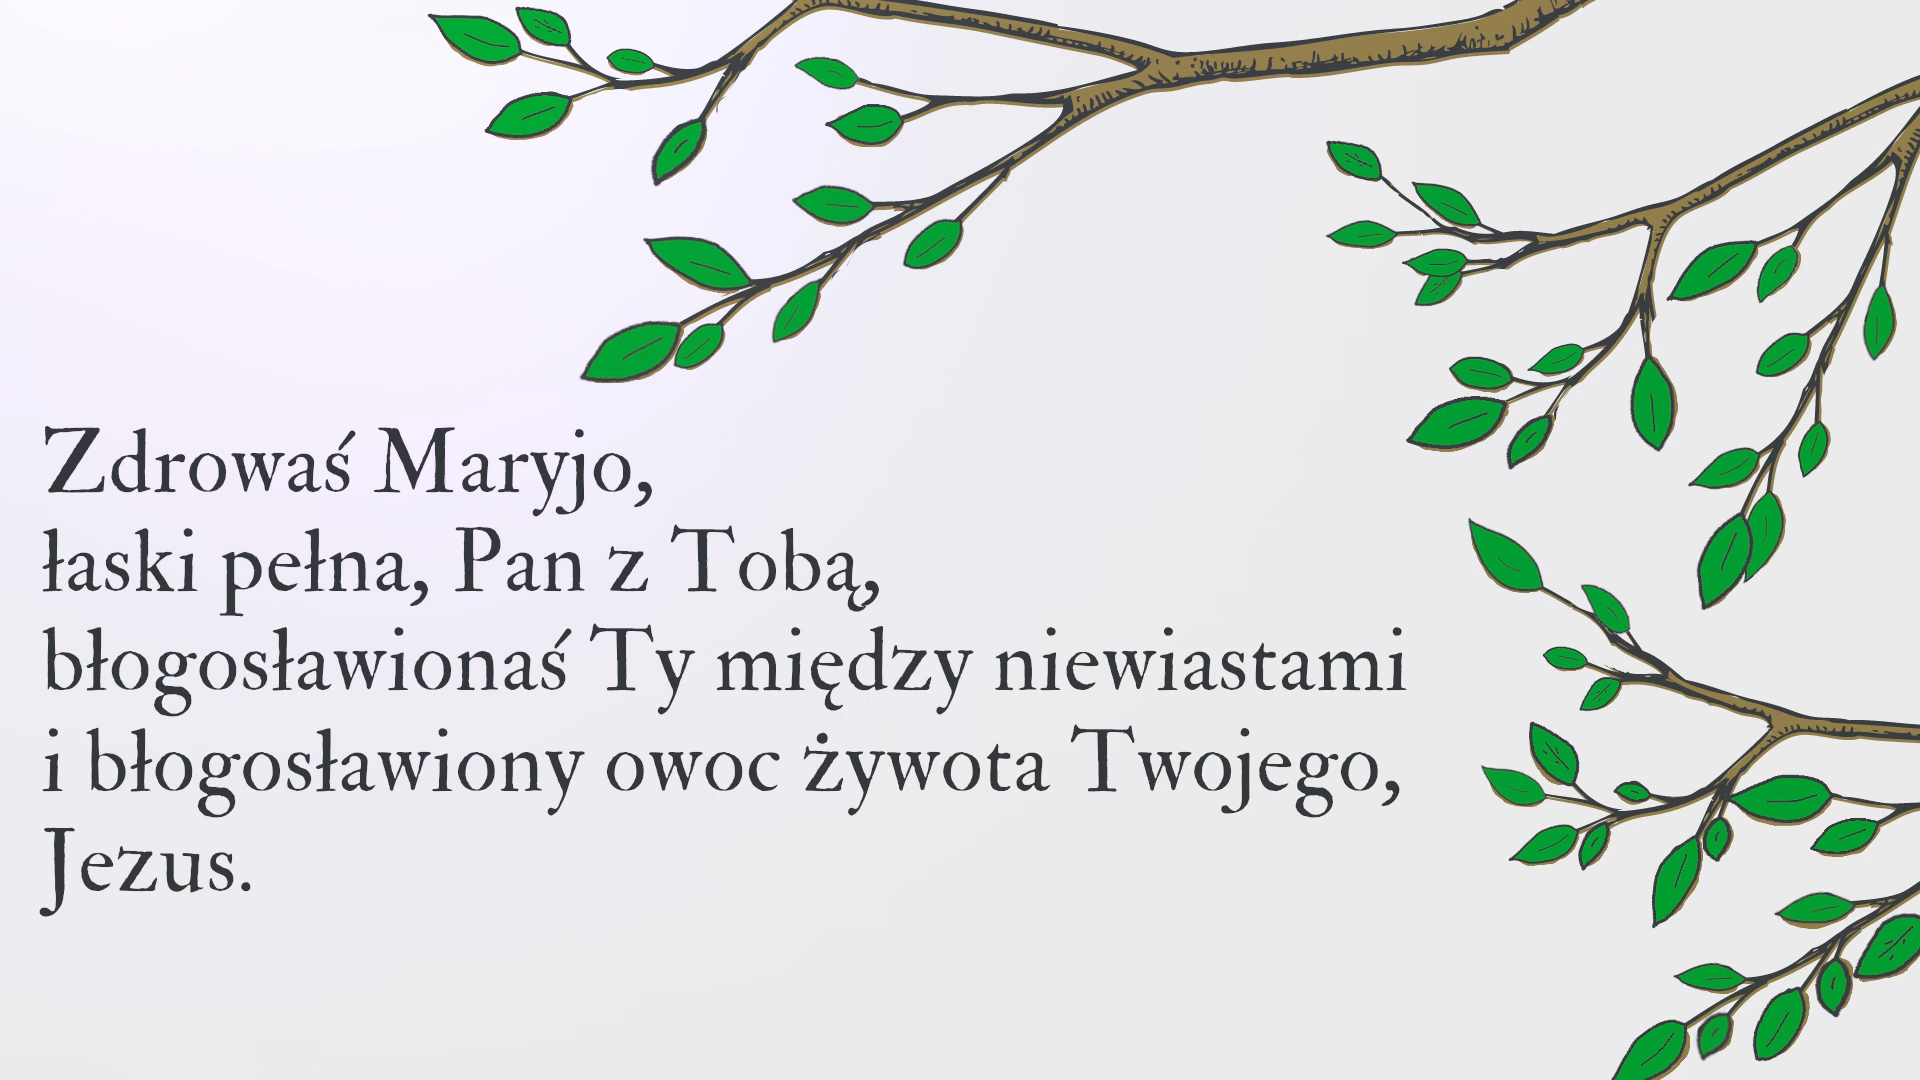 Zdrowaś Maryjo,
łaski pełna, Pan z Tobą,
błogosławionaś Ty między niewiastami
i błogosławiony owoc żywota Twojego,
Jezus.